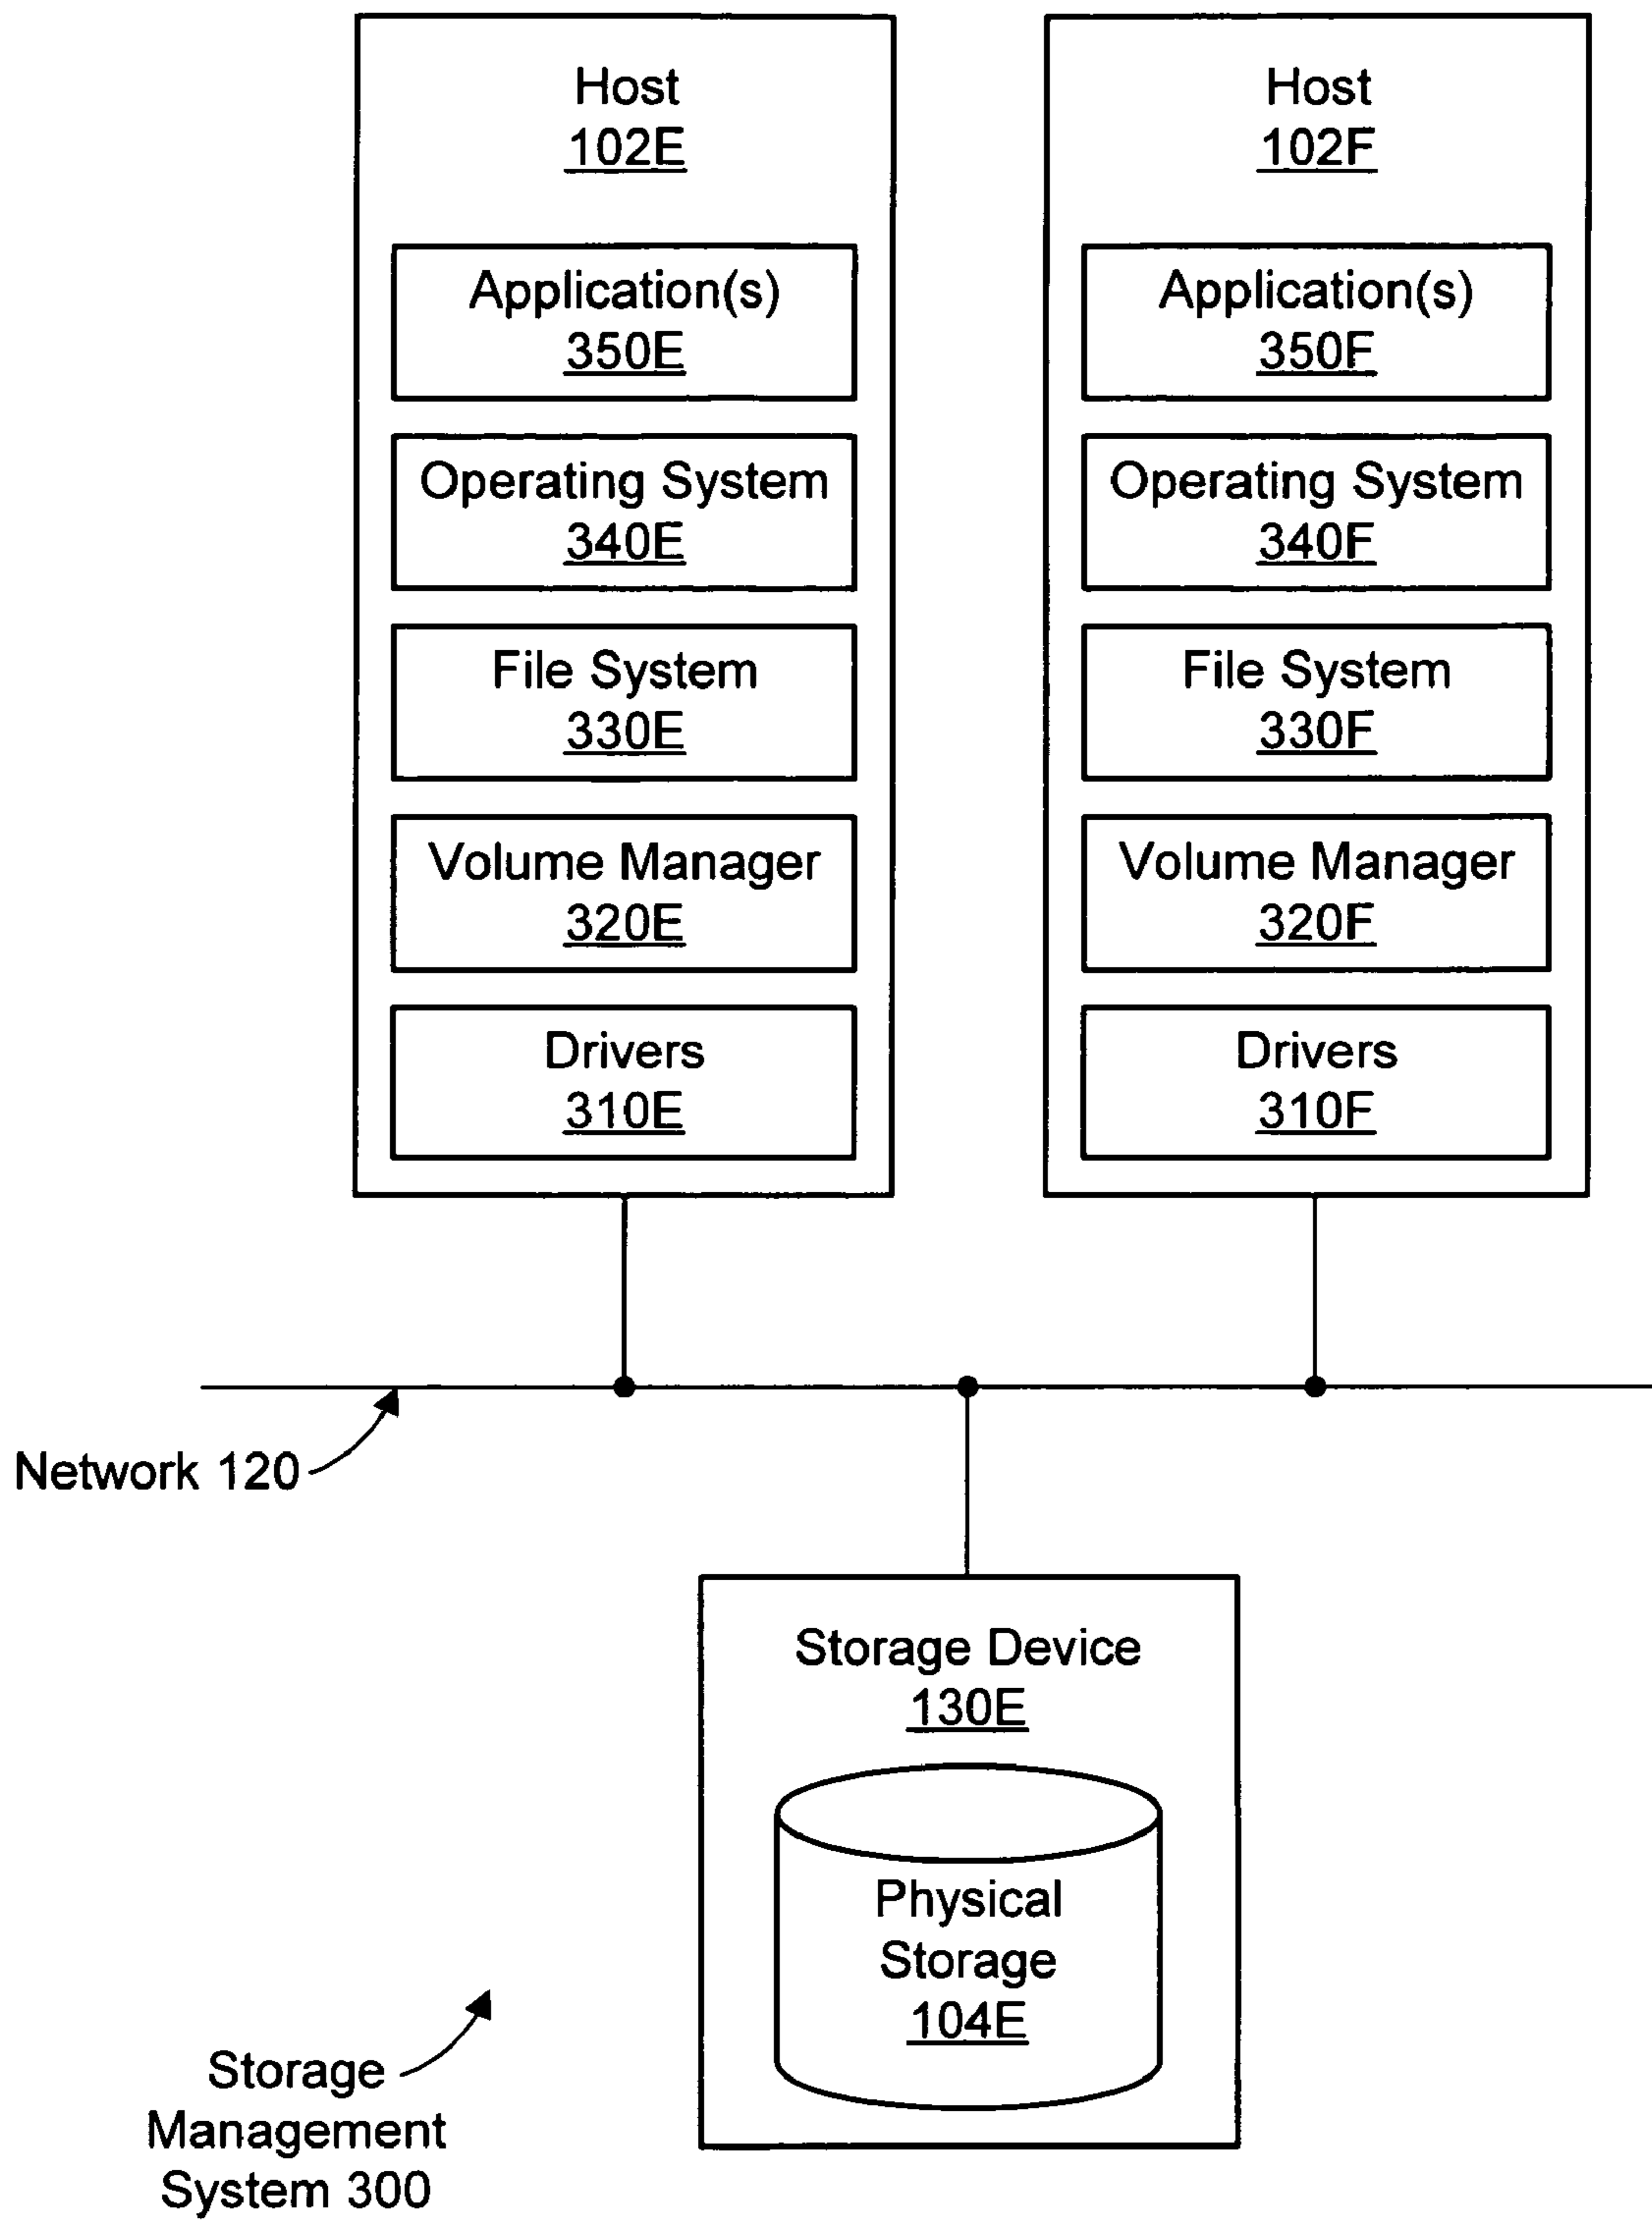 Host
102E
Application(s)
350E
Operating System
340E
File System
330E
Volume Manager
320E
Drivers
310E
Host
102F
Application(s)
350F
Operating System
340F
File System
330F
Volume Manager
320F
Drivers
310F
Network 120
Storage Device
130E
Physical
Storage
104E
Storage
Management
System 300